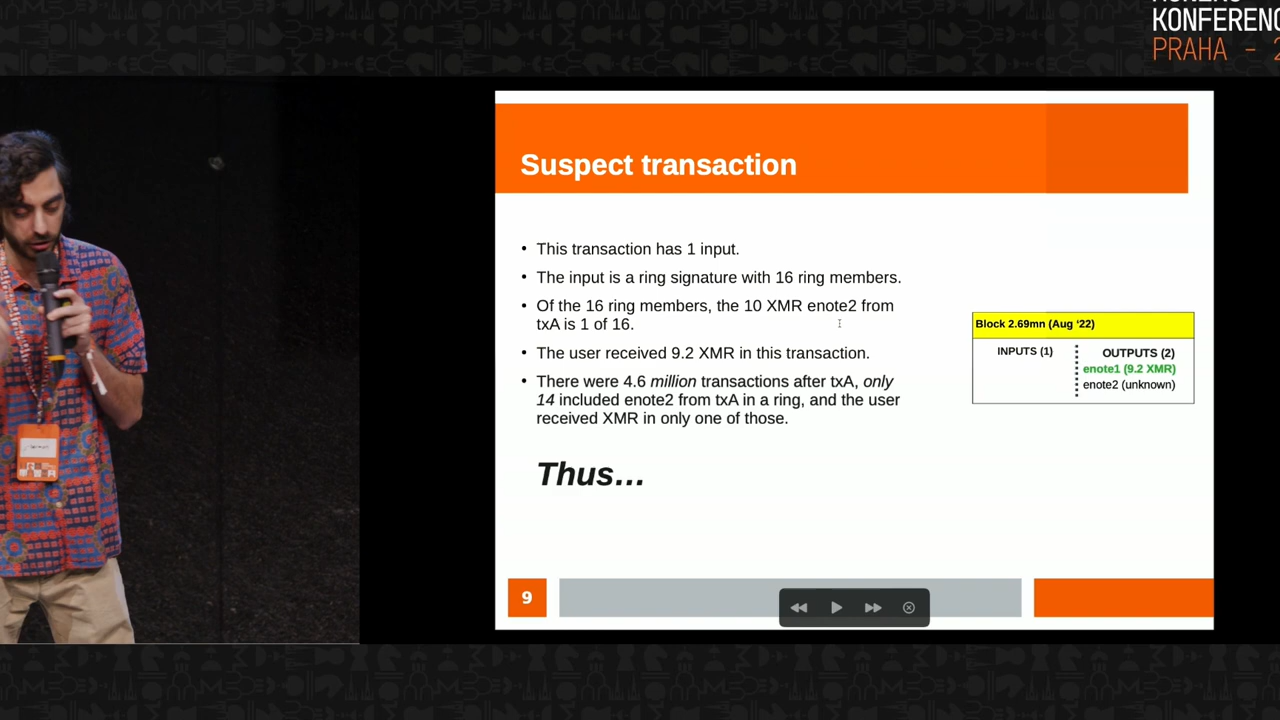 KONFERENC
PRAHA - 2
Suspect transaction
• This transaction has 1 input.
• The input is a ring signature with 16 ring members.
• Of the 16 ring members, the 10 XMR enote2 from
txA is 1 of 16.
• The user received 9.2 XMR in this transaction.
• There were 4.6 million transactions after txA, only
14 included enote2 from txA in a ring, and the user
received XMR in only one of those.
Thus…
Block 2.69mn (Aug ‘22)
INPUTS (1)
OUTPUTS (2)
enote1 (9.2 XMR)
enote2 (unknown)
9